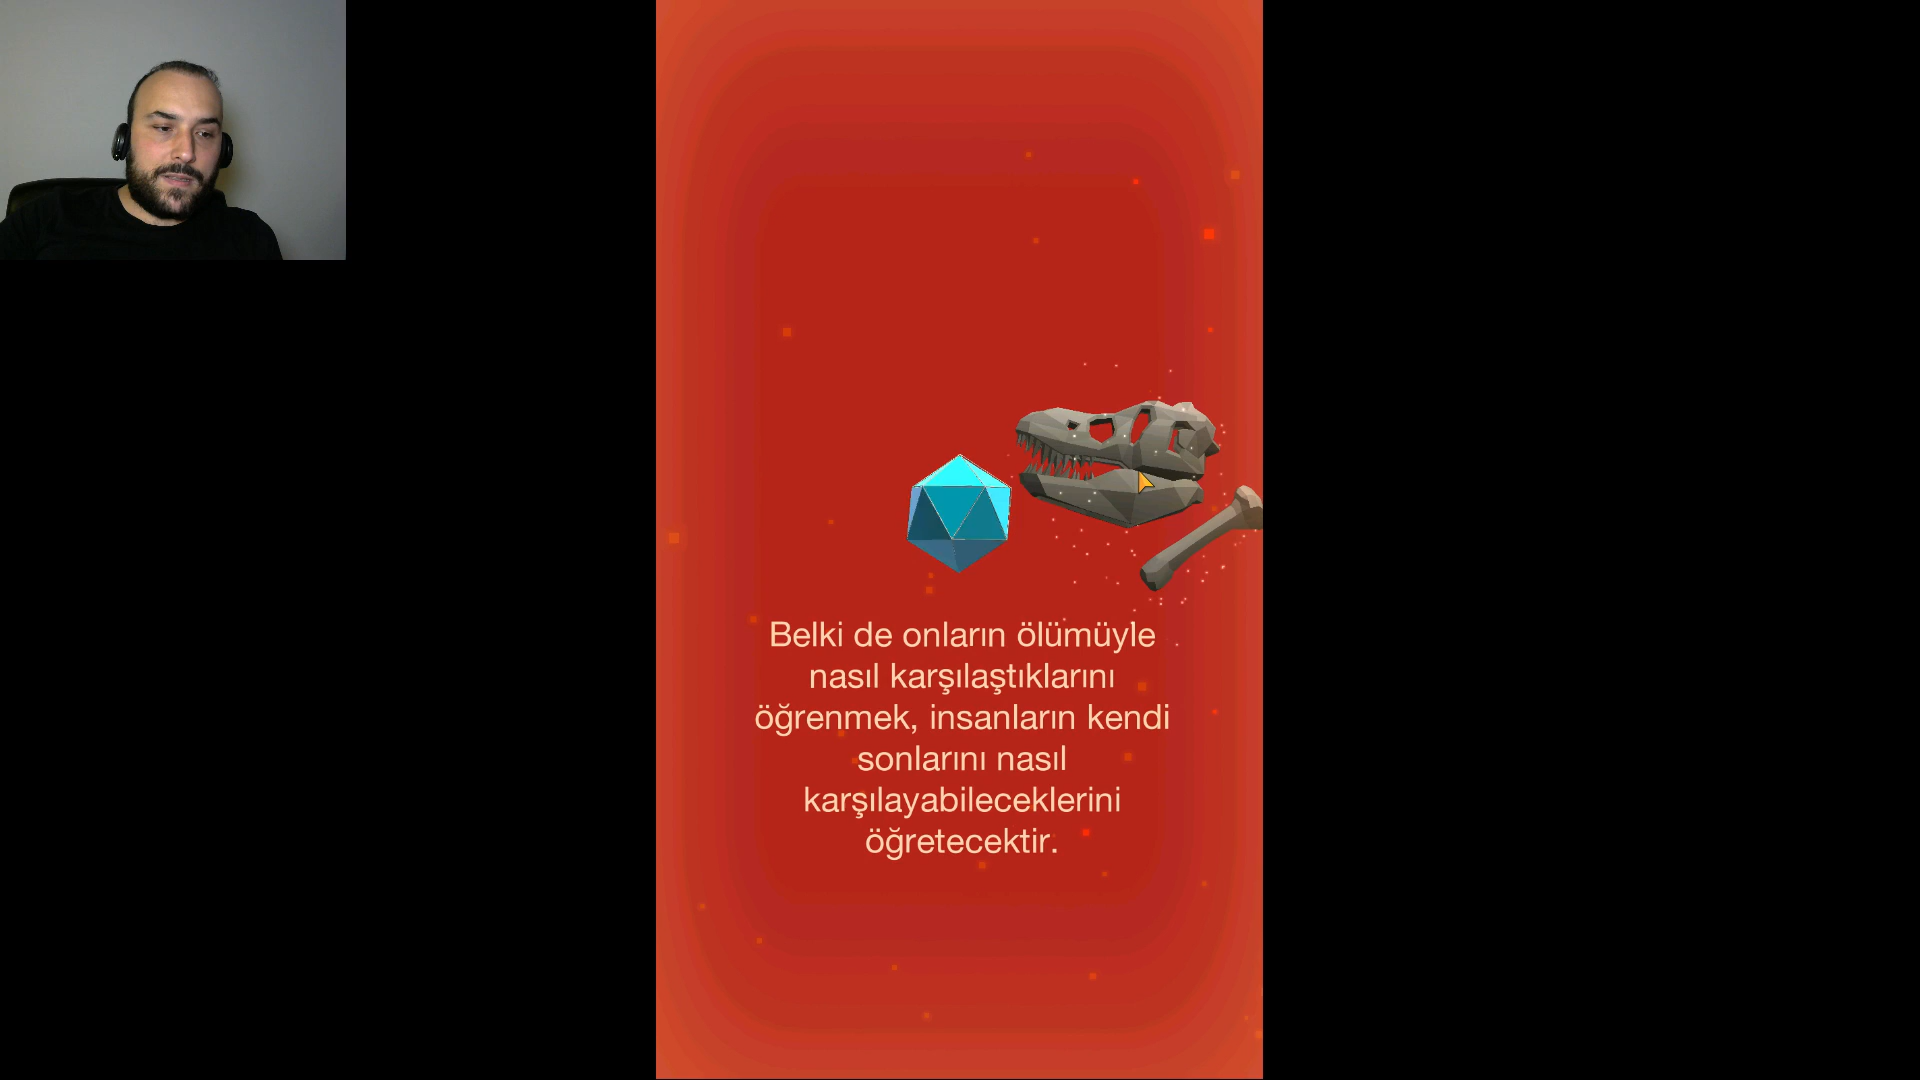 Belki de onların ölümüyle
nasıl karşılaştıklarını
öğrenmek, insanların kendi
sonlarını nasıl
karşılayabileceklerini
öğretecektir.